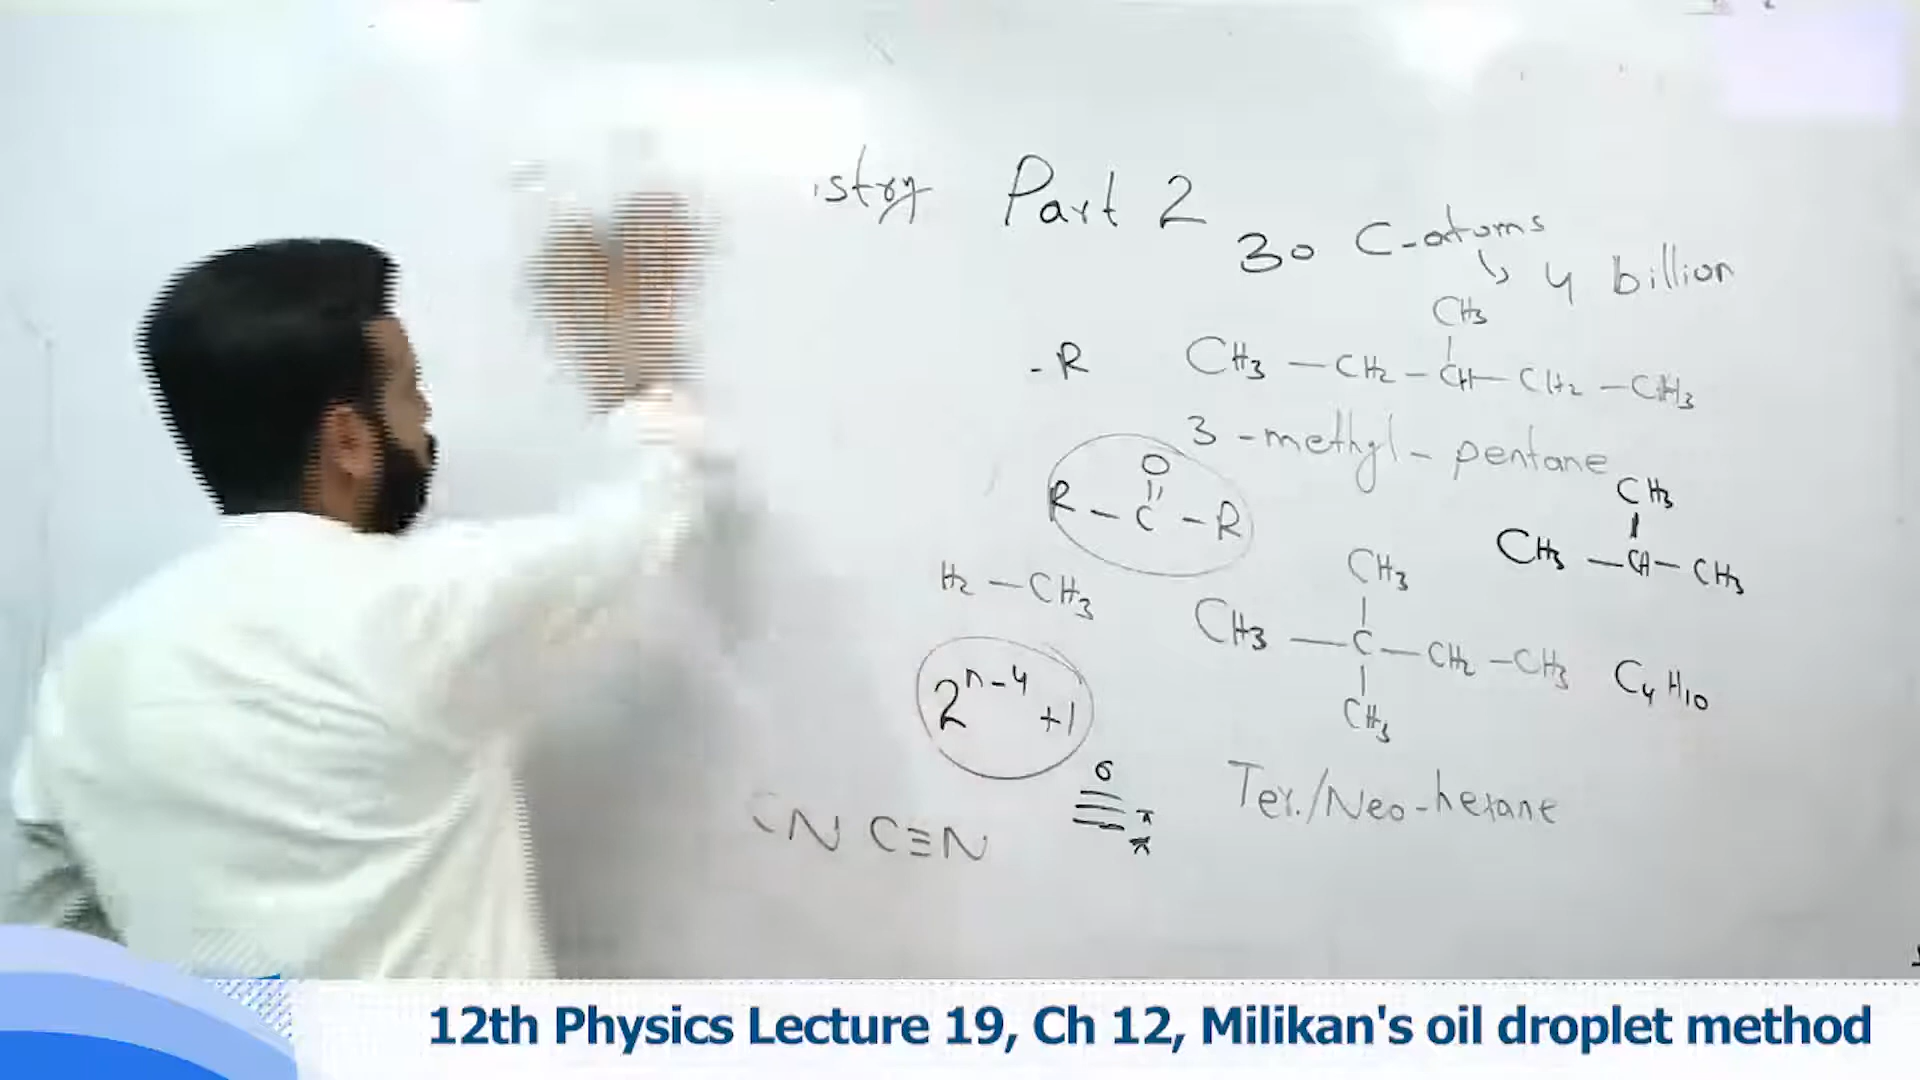 istry Part 2
30 C-atoms
↳ 4 billion
CH3
-R CH3 — CH2 — CH — CH2 — CH3
3-methyl-pentane
O
R — C — R
CH3
CH3 — CH — CH3
H2 — CH3
CH3
CH3 — C — CH2 — CH3
CH3
C4H10
2^(n-4) +1
σ
π
π
Ter./Neo-hexane
CN C≡N
12th Physics Lecture 19, Ch 12, Milikan's oil droplet method